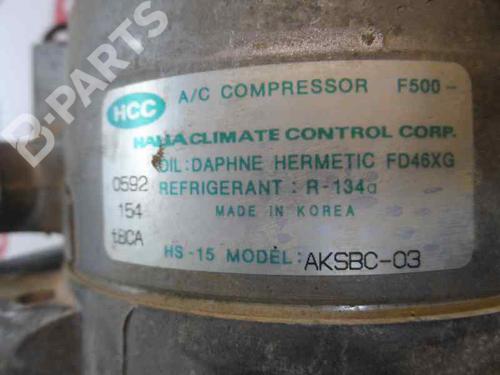 B-PARTS
HCC A/C COMPRESSOR F500-
HALLA CLIMATE CONTROL CORP.
OIL:DAPHNE HERMETIC FD46XG
0592 REFRIGERANT : R-134a
154 MADE IN KOREA
tBCA
HS-15 MODEL: AKSBC-03